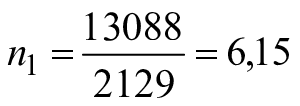 n₁ = 13088 / 2129 = 6,15